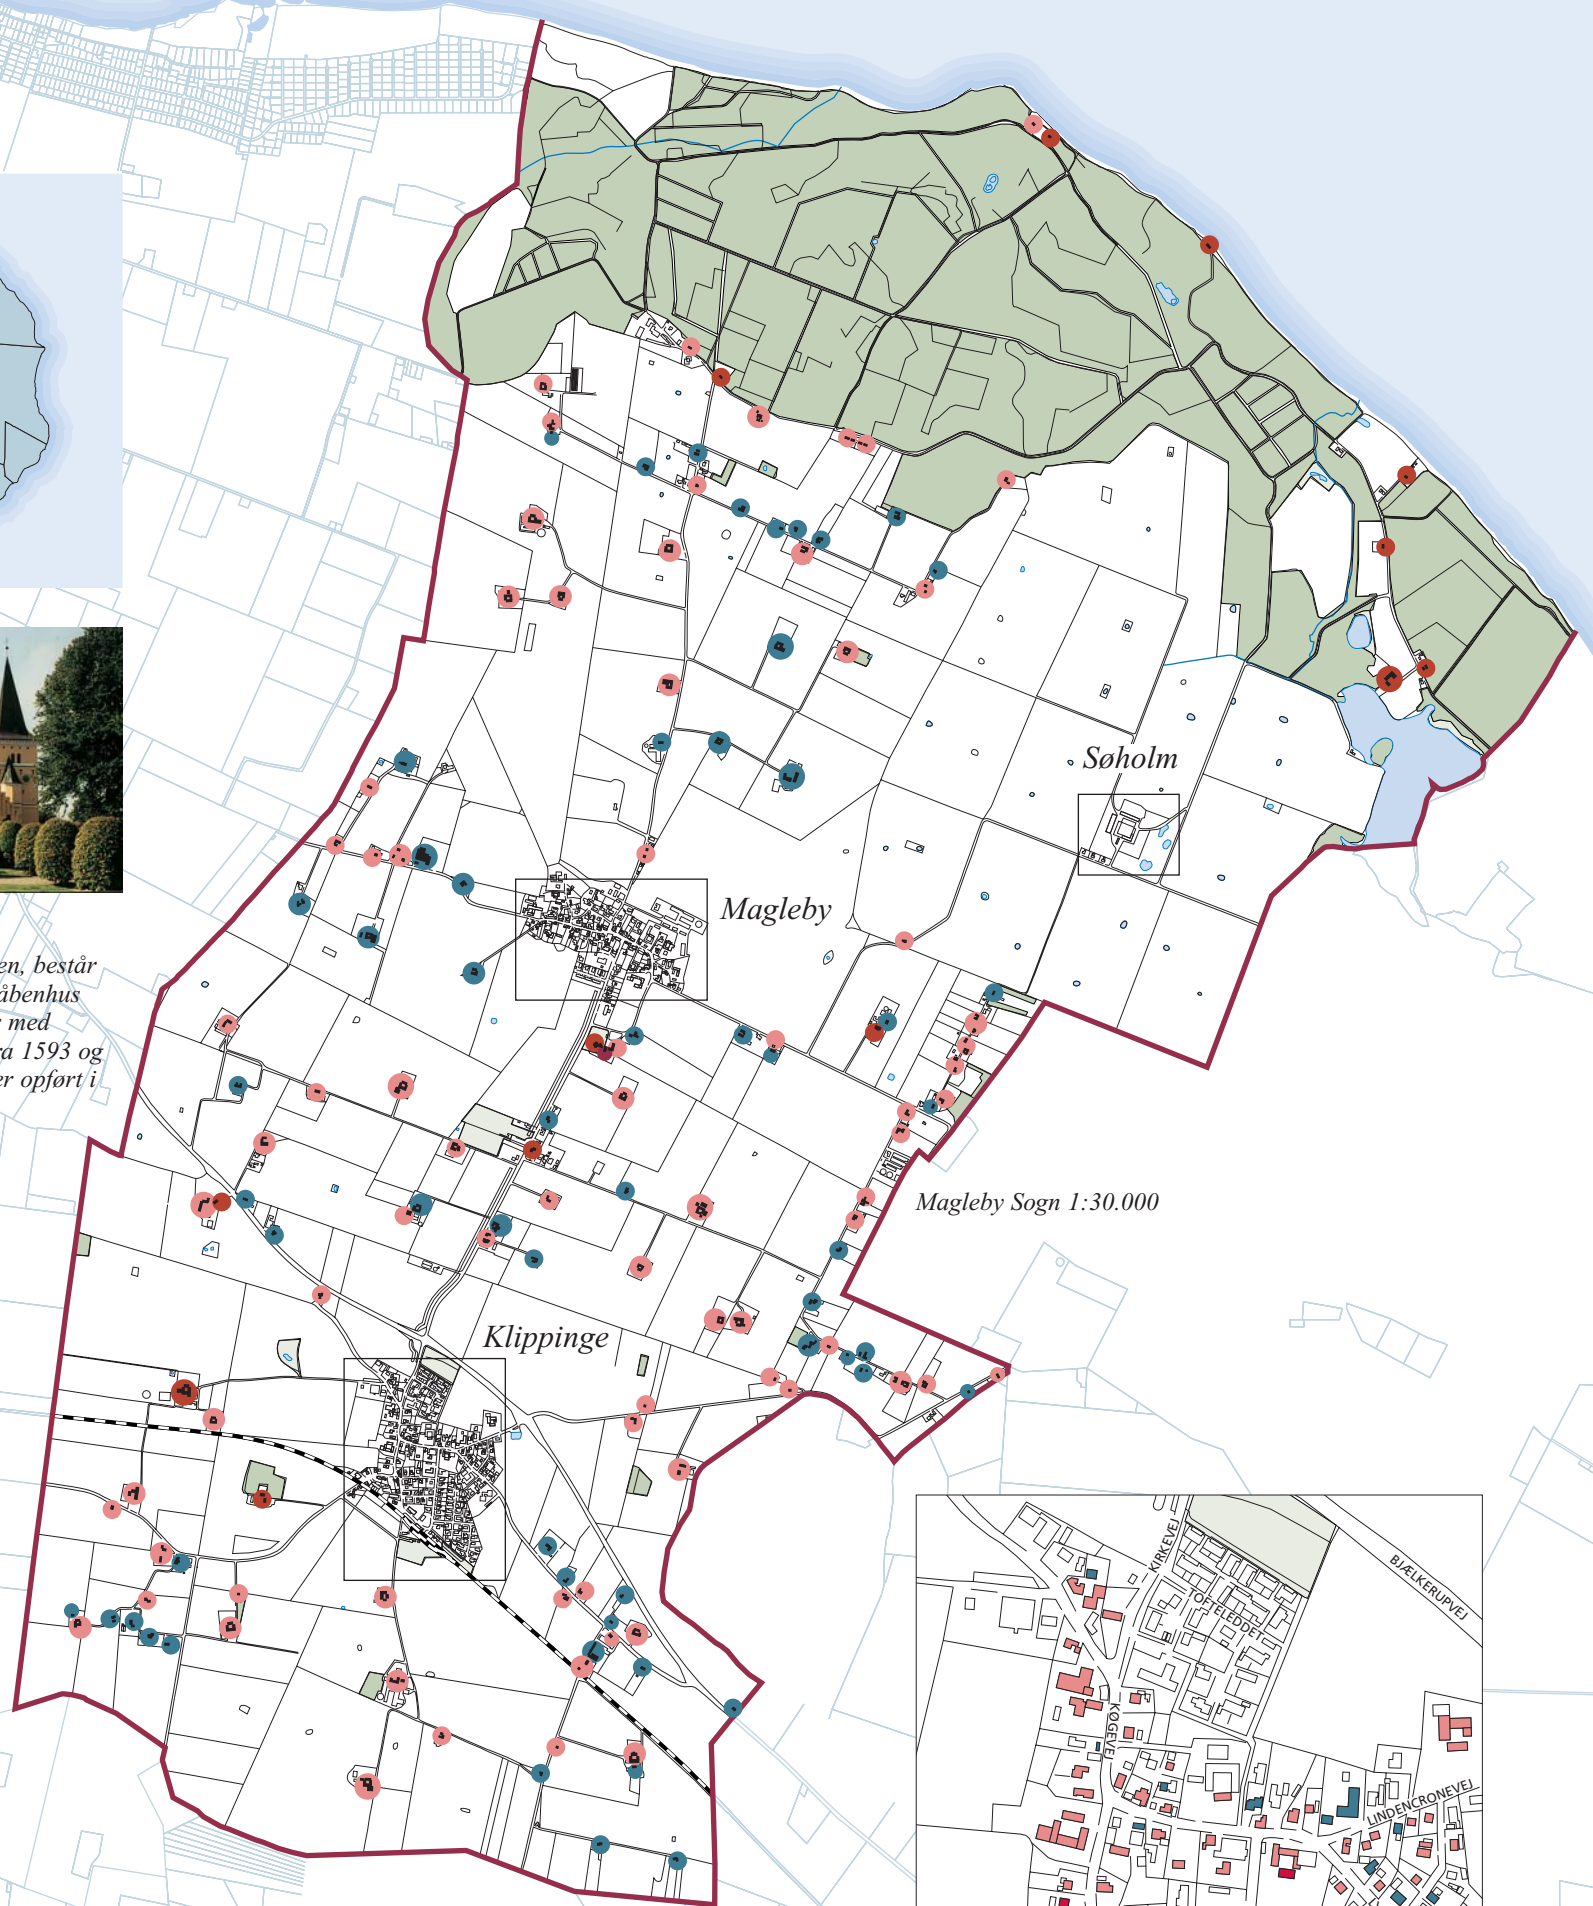 Søholm
Magleby
en, består
åbenhus
med
ra 1593 og
er opført i
Magleby Sogn 1:30.000
Klippinge
KIRKEVEJ
BJÆLKERUPVEJ
TOFTELEDDET
KØGEVEJ
LINDENCRONEVEJ